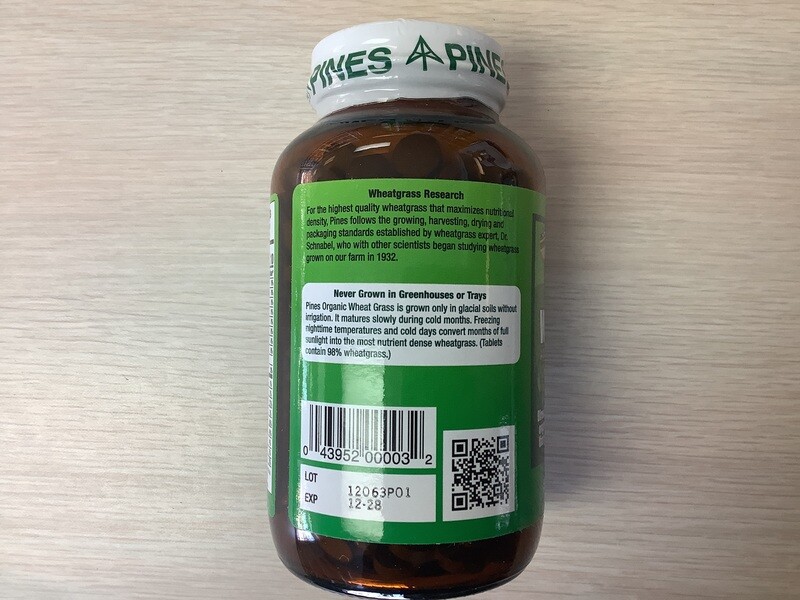 PINES PINES
Wheatgrass Research
For the highest quality wheatgrass that maximizes nutritional
density, Pines follows the growing, harvesting, drying and
packaging standards established by wheatgrass expert, Dr.
Schnabel, who with other scientists began studying wheatgrass
grown on our farm in 1932.
Never Grown in Greenhouses or Trays
Pines Organic Wheat Grass is grown only in glacial soils without
irrigation. It matures slowly during cold months. Freezing
nighttime temperatures and cold days convert months of full
sunlight into the most nutrient dense wheatgrass. (Tablets
contain 98% wheatgrass.)
0 43952 00003 2
LOT 12063P01
EXP 12-28